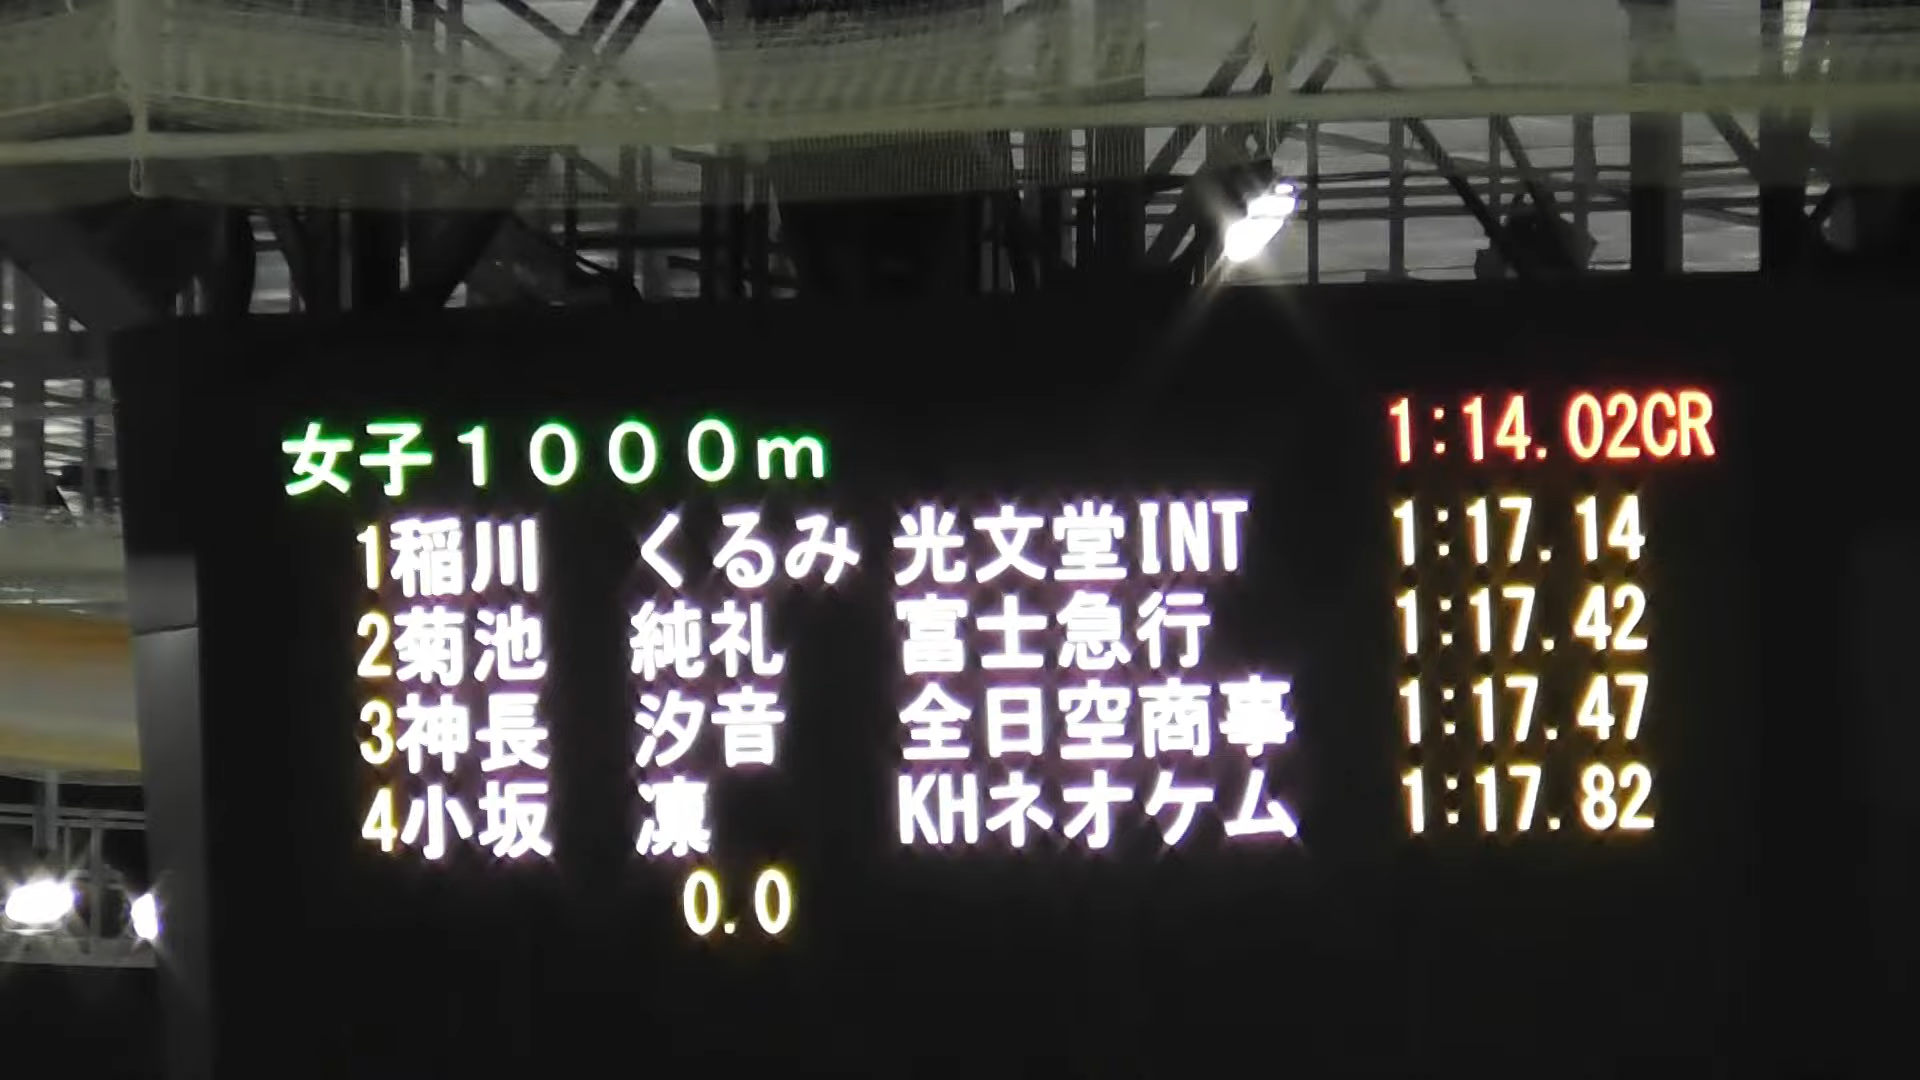 女子１０００ｍ 1:14.02CR
1稲川 くるみ 光文堂INT 1:17.14
2菊池 純礼 富士急行 1:17.42
3神長 汐音 全日空商事 1:17.47
4小坂 凛 KHネオケム 1:17.82
0.0